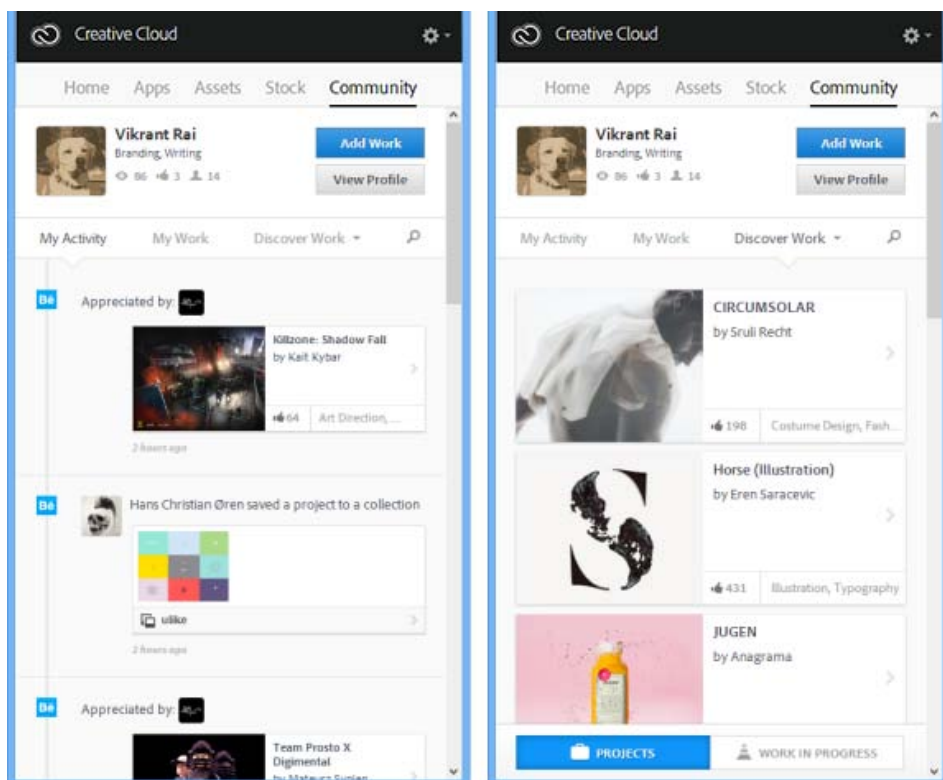 Creative Cloud
Home Apps Assets Stock Community
Vikrant Rai
Branding, Writing
Add Work
86 3 14
View Profile
My Activity My Work Discover Work
Bē Appreciated by:
Killzone: Shadow Fall
by Kait Kybar
64 Art Direction, ...
2 hours ago
Bē Hans Christian Øren saved a project to a collection
ulike
2 hours ago
Bē Appreciated by:
Team Prosto X
Digimental
by Mateusz
Creative Cloud
Home Apps Assets Stock Community
Vikrant Rai
Branding, Writing
Add Work
86 3 14
View Profile
My Activity My Work Discover Work
CIRCUMSOLAR
by Sruli Recht
198 Costume Design, Fash...
Horse (Illustration)
by Eren Saracevic
S
431 Illustration, Typography
JUGEN
by Anagrama
PROJECTS WORK IN PROGRESS